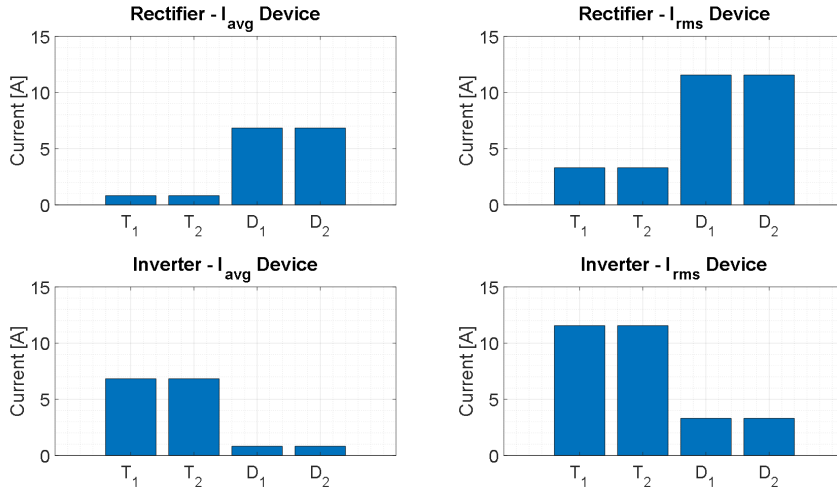 Rectifier - I_avg Device
Current [A]
15
10
5
0
T_1 T_2 D_1 D_2
Rectifier - I_rms Device
Current [A]
15
10
5
0
T_1 T_2 D_1 D_2
Inverter - I_avg Device
Current [A]
15
10
5
0
T_1 T_2 D_1 D_2
Inverter - I_rms Device
Current [A]
15
10
5
0
T_1 T_2 D_1 D_2